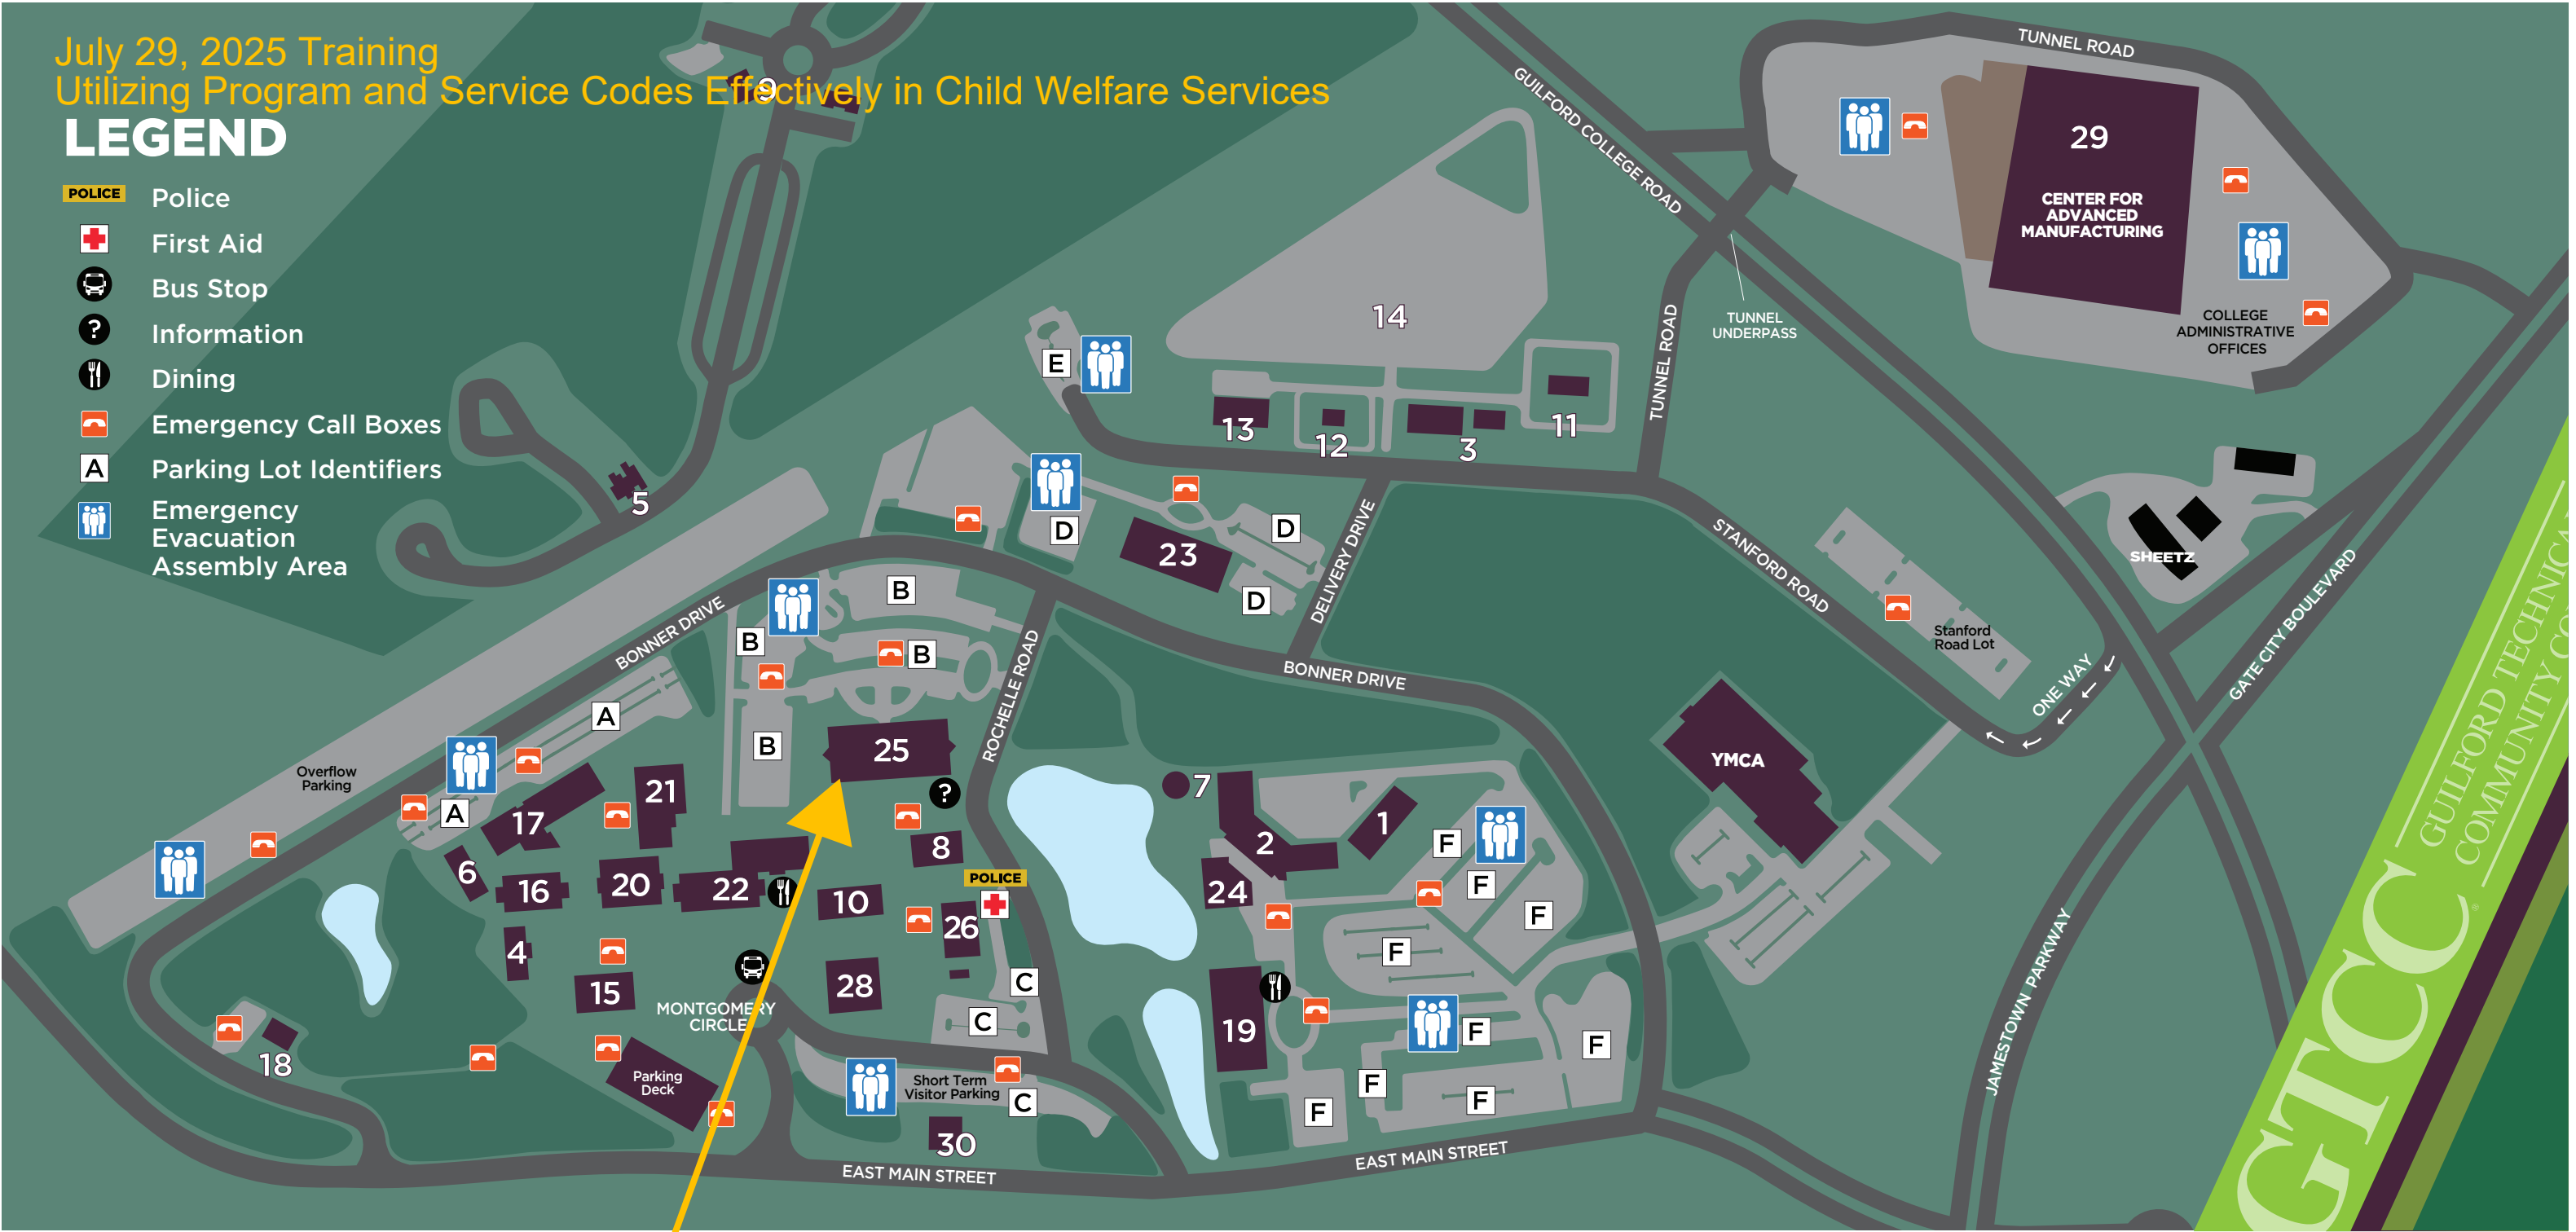 July 29, 2025 Training
Utilizing Program and Service Codes Effectively in Child Welfare Services
LEGEND
POLICE Police
First Aid
Bus Stop
? Information
Dining
Emergency Call Boxes
A Parking Lot Identifiers
Emergency
Evacuation
Assembly Area
9
5
TUNNEL ROAD
GUILFORD COLLEGE ROAD
29
CENTER FOR
ADVANCED
MANUFACTURING
COLLEGE
ADMINISTRATIVE
OFFICES
TUNNEL
UNDERPASS
TUNNEL ROAD
14
E
13
12
3
11
D
D
D
23
DELIVERY DRIVE
STANFORD ROAD
Stanford
Road Lot
SHEETZ
ONE WAY
GATE CITY BOULEVARD
BONNER DRIVE
B
B
B
B
ROCHELLE ROAD
BONNER DRIVE
A
A
Overflow
Parking
25
?
21
17
6
16
20
22
8
10
POLICE
26
4
15
28
MONTGOMERY
CIRCLE
C
C
C
18
Parking
Deck
Short Term
Visitor Parking
30
7
2
1
24
19
F
F
F
F
F
F
F
F
F
YMCA
EAST MAIN STREET
EAST MAIN STREET
JAMESTOWN PARKWAY
GTCC
GUILFORD TECHNICA
COMMUNITY CO